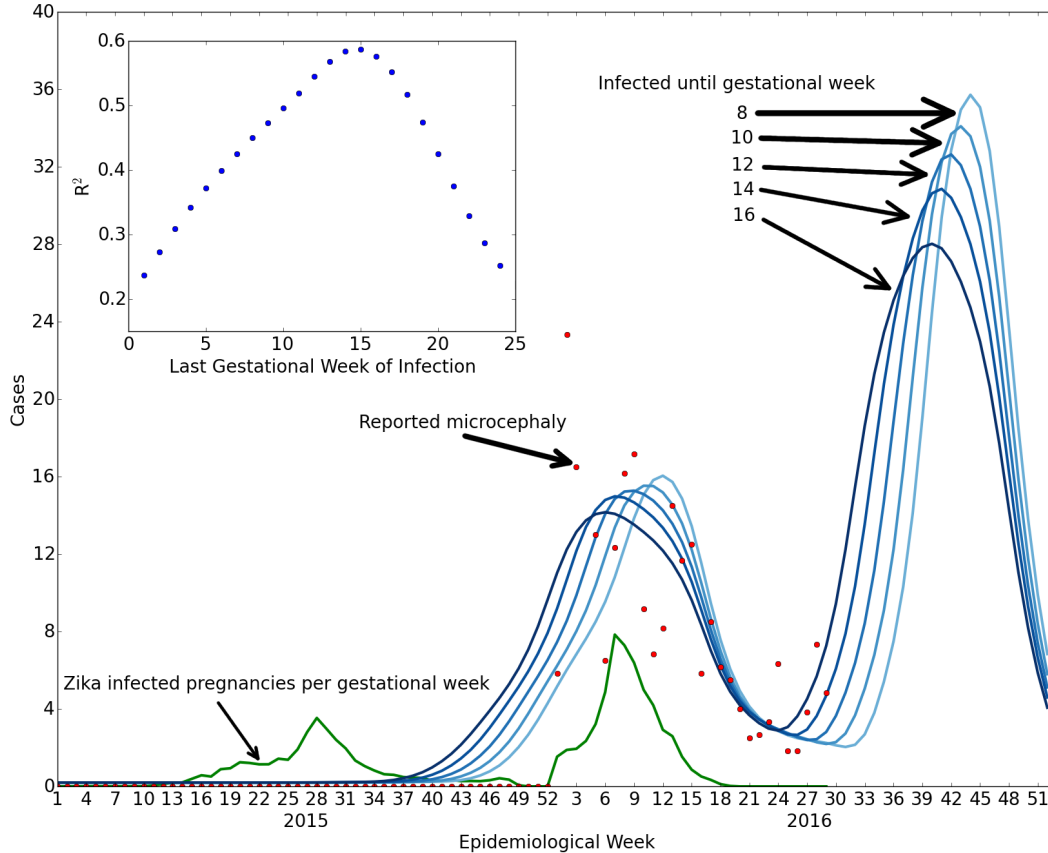 40
36
32
28
24
20
16
12
8
4
0
Cases
0.6
0.5
0.4
0.3
0.2
R²
0 5 10 15 20 25
Last Gestational Week of Infection
Infected until gestational week
8
10
12
14
16
Reported microcephaly
Zika infected pregnancies per gestational week
1 4 7 10 13 16 19 22 25 28 31 34 37 40 43 46 49 52 3 6 9 12 15 18 21 24 27 30 33 36 39 42 45 48 51
2015 2016
Epidemiological Week